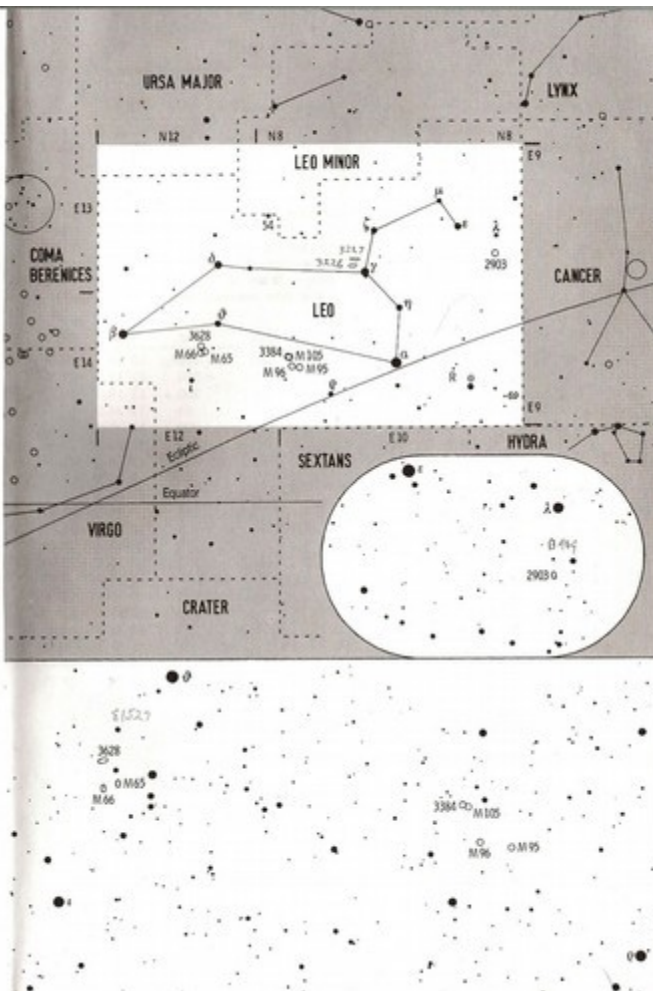 URSA MAJOR
LYNX
N12 N8 N8
LEO MINOR
E9
E13
54
ζ μ ε λ
3227
3226
2903
COMA
BERENICES
δ γ
CANCER
LEO
η
β ϑ
3628
M66 M65
3384 M105
M96 M95
α
E14
ι
ρ
R
E9
E12
E10
HYDRA
Ecliptic
SEXTANS
Equator
VIRGO
ε
λ
2903
CRATER
ϑ
3628
M65
M66
3384 M105
M96 M95
ι
ρ